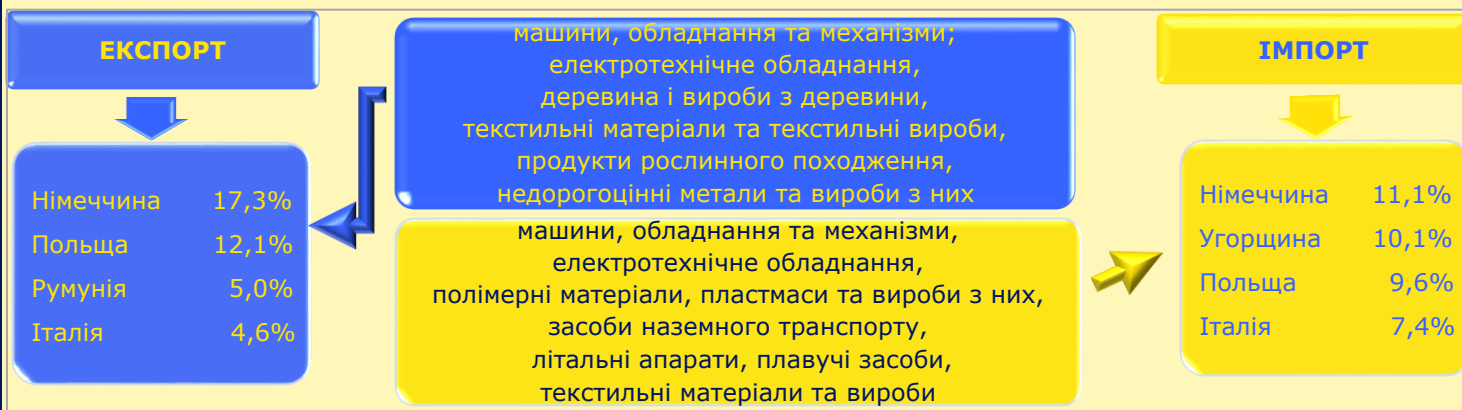 ЕКСПОРТ
Німеччина 17,3%
Польща 12,1%
Румунія 5,0%
Італія 4,6%
машини, обладнання та механізми;
електротехнічне обладнання,
деревина і вироби з деревини,
текстильні матеріали та текстильні вироби,
продукти рослинного походження,
недорогоцінні метали та вироби з них
машини, обладнання та механізми,
електротехнічне обладнання,
полімерні матеріали, пластмаси та вироби з них,
засоби наземного транспорту,
літальні апарати, плавучі засоби,
текстильні матеріали та вироби
ІМПОРТ
Німеччина 11,1%
Угорщина 10,1%
Польща 9,6%
Італія 7,4%